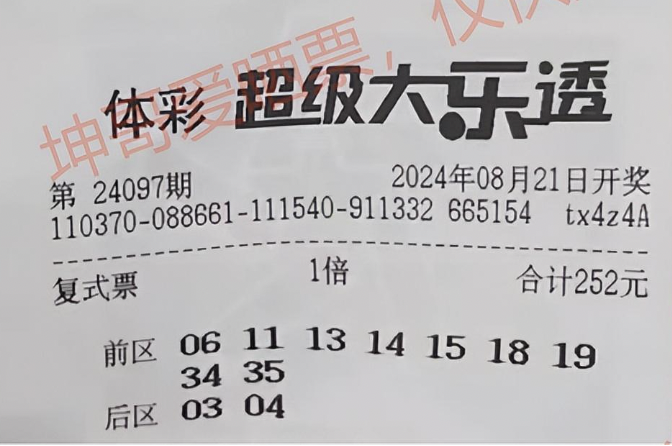 坤奇爱晒票，仅供
体彩 超级大乐透
第 24097期 2024年08月21日开奖
110370-088661-111540-911332 665154 tx4z4A
复式票 1倍 合计252元
前区 06 11 13 14 15 18 19
34 35
后区 03 04